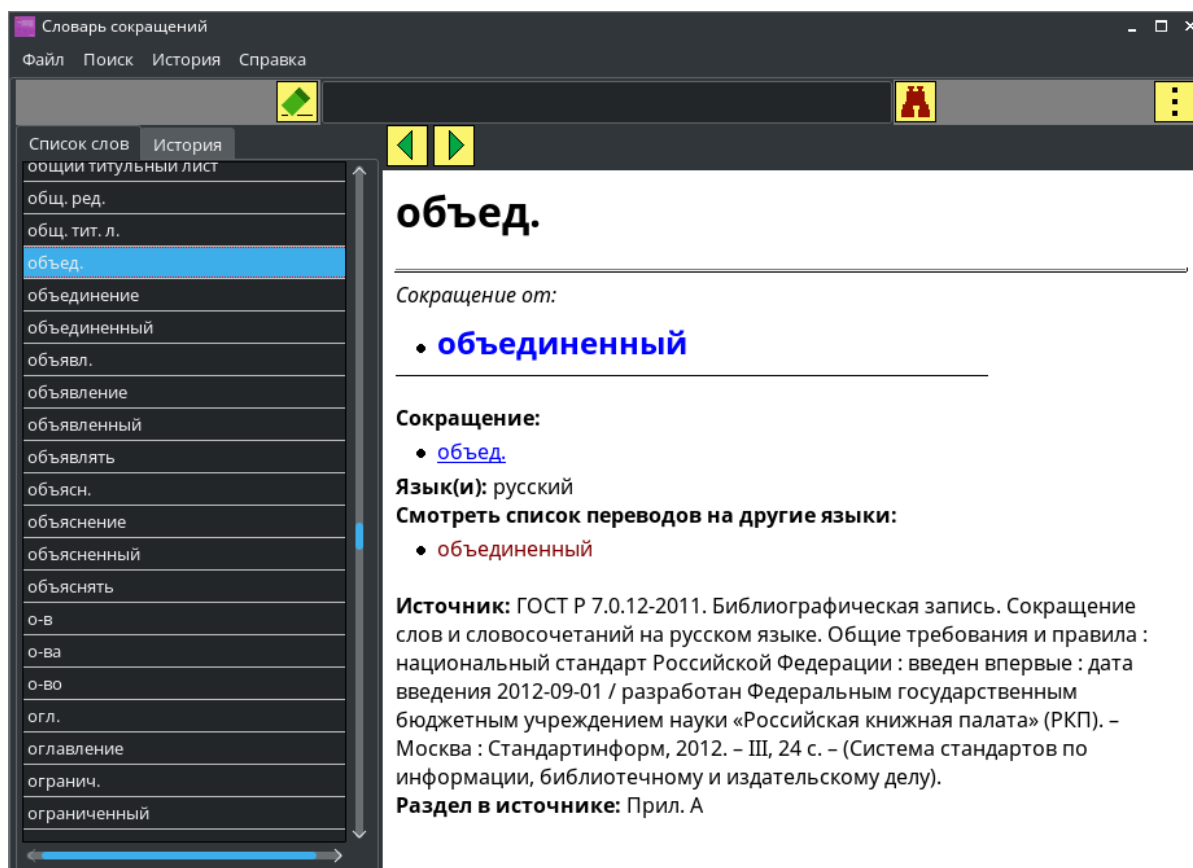 Словарь сокращений
Файл Поиск История Справка
Список слов История
общий титульный лист
общ. ред.
общ. тит. л.
объед.
объединение
объединенный
объявл.
объявление
объявленный
объявлять
объясн.
объяснение
объясненный
объяснять
о-в
о-ва
о-во
огл.
оглавление
огранич.
ограниченный
объед.
Сокращение от:
• объединенный
Сокращение:
• объед.
Язык(и): русский
Смотреть список переводов на другие языки:
• объединенный
Источник: ГОСТ Р 7.0.12-2011. Библиографическая запись. Сокращение
слов и словосочетаний на русском языке. Общие требования и правила :
национальный стандарт Российской Федерации : введен впервые : дата
введения 2012-09-01 / разработан Федеральным государственным
бюджетным учреждением науки «Российская книжная палата» (РКП). –
Москва : Стандартинформ, 2012. – III, 24 с. – (Система стандартов по
информации, библиотечному и издательскому делу).
Раздел в источнике: Прил. А